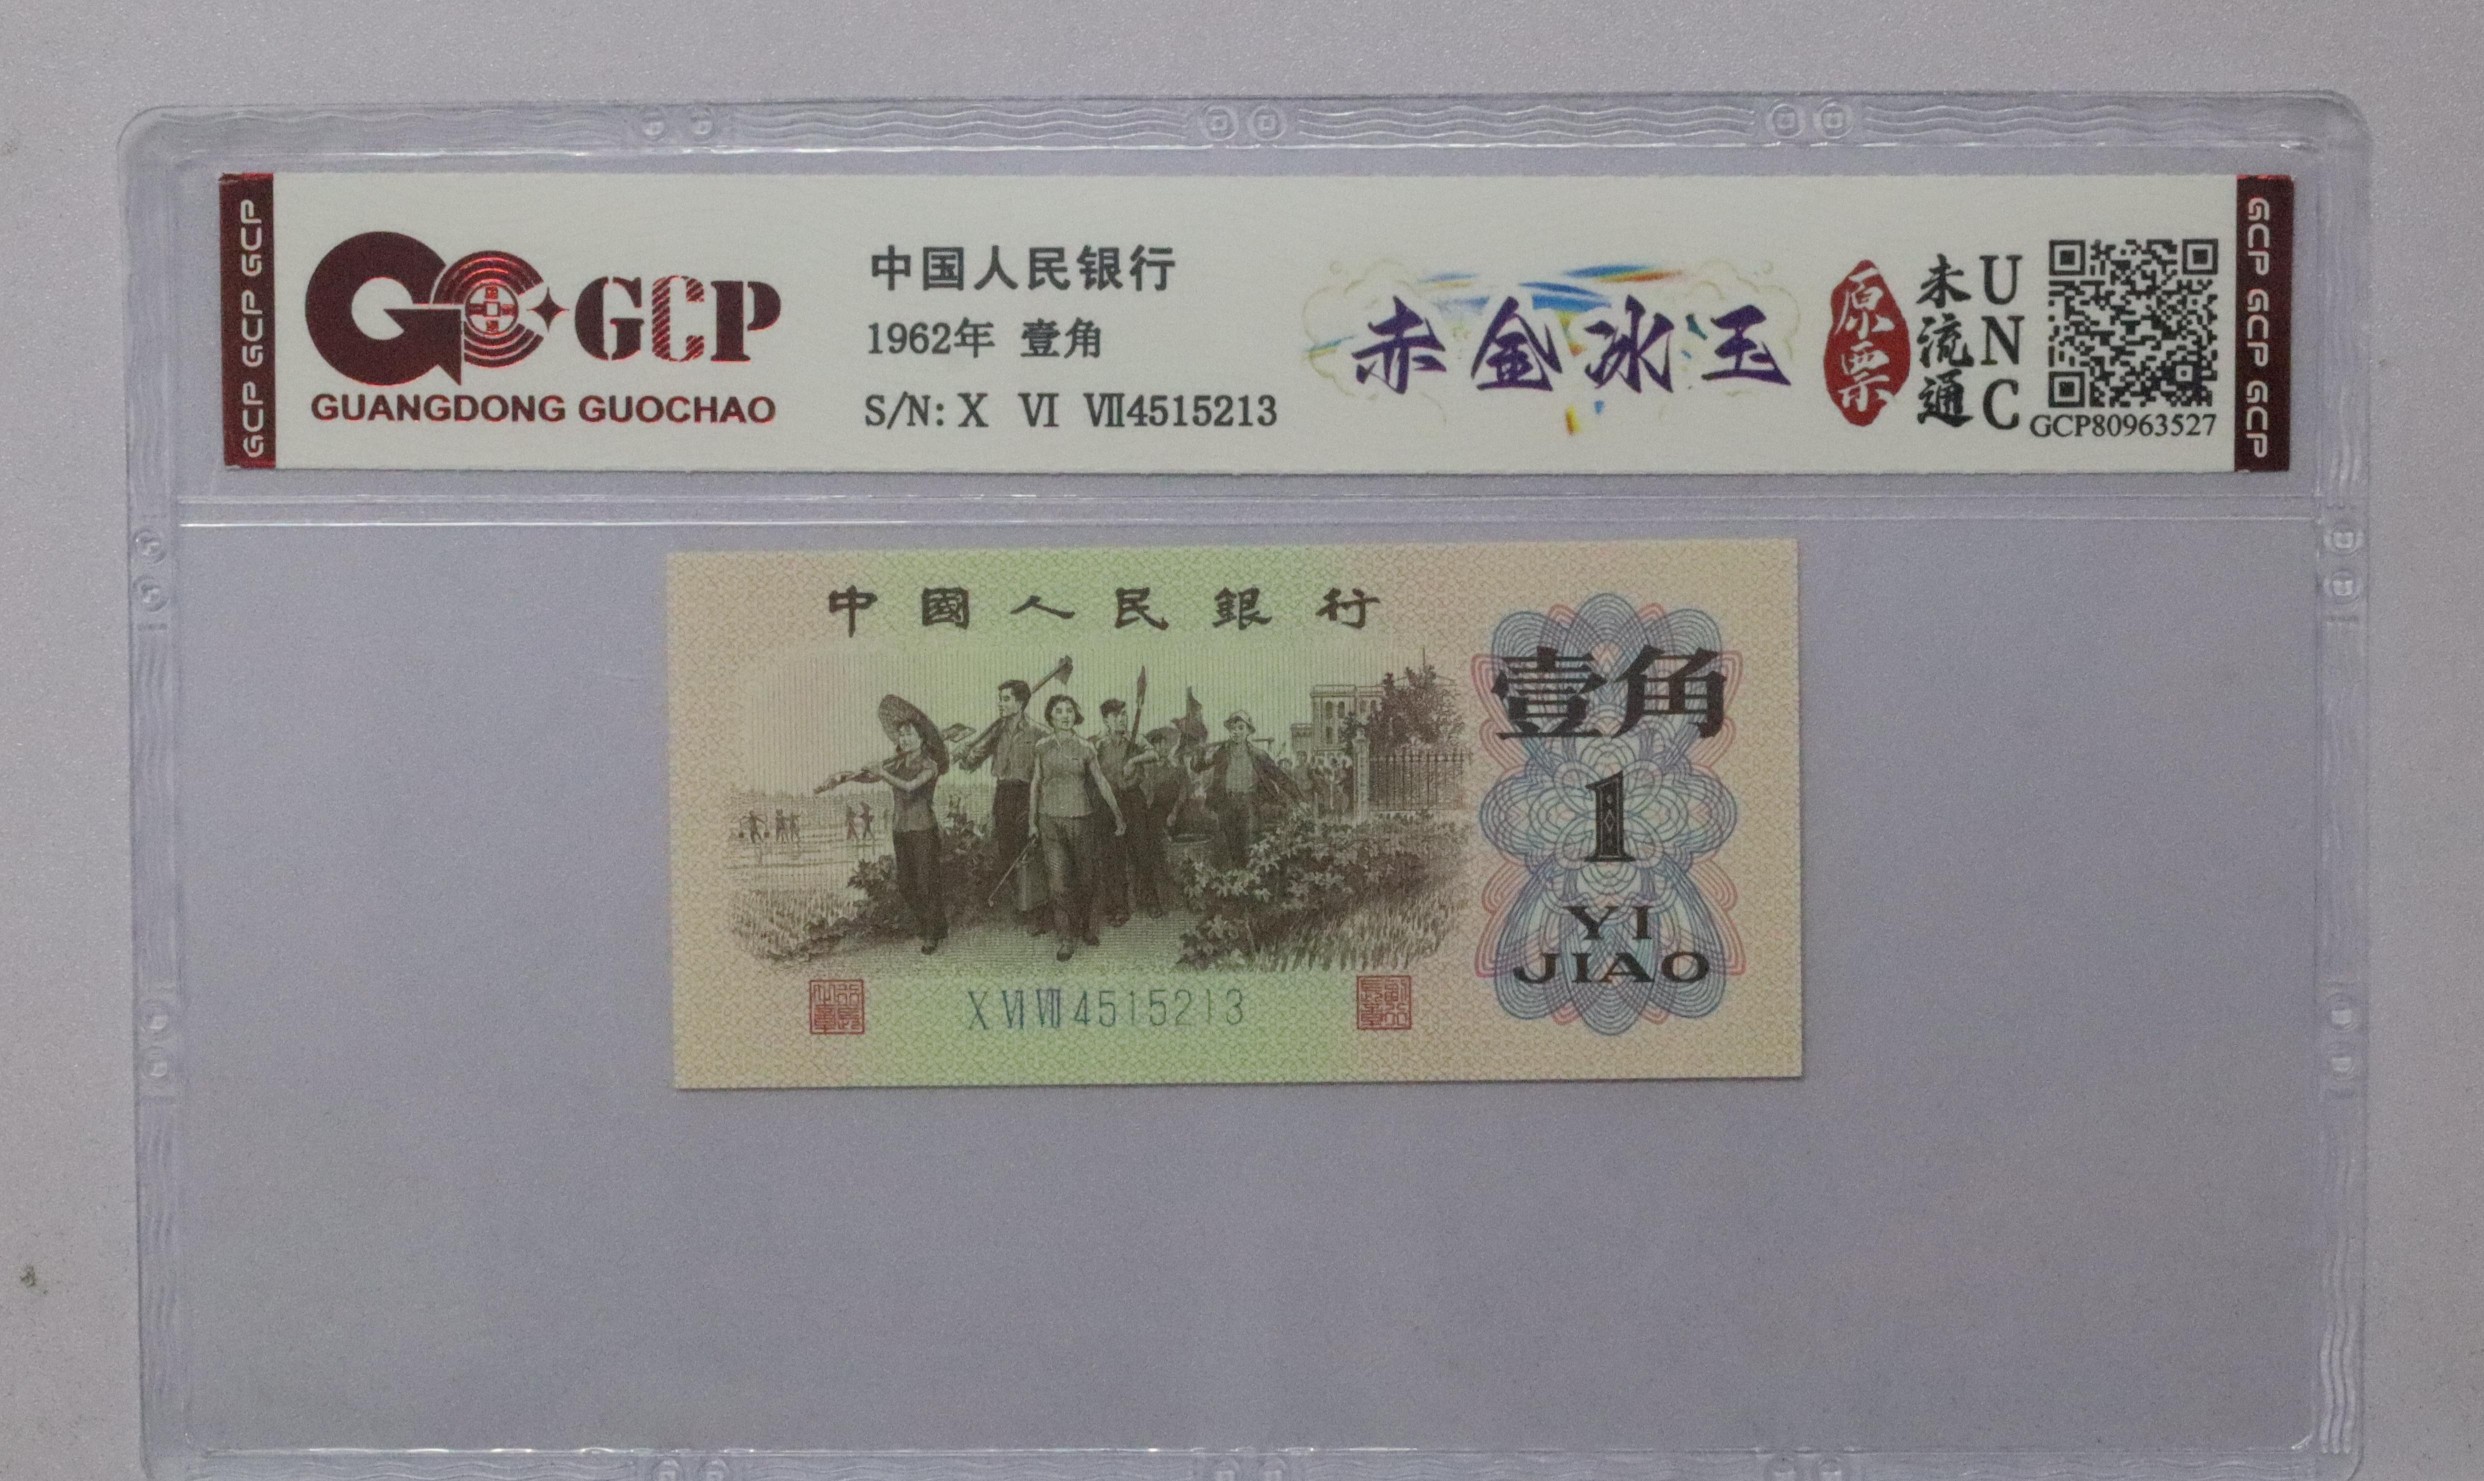 GCP GCP GCP
GCP
GUANGDONG GUOCHAO
中国人民银行
1962年 壹角
S/N: X VI VII4515213
赤金冰玉
原票
未流通
UNC
GCP80963527
GCP GCP GCP
中國人民銀行
壹角
1
YI
JIAO
X VI VII 4515213